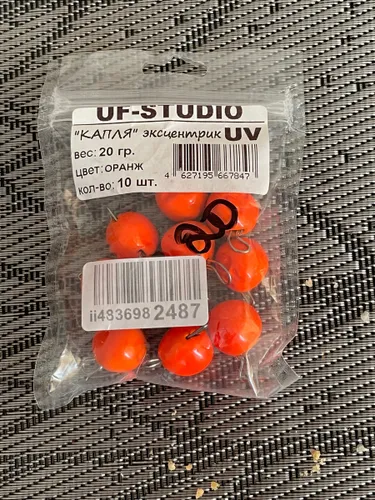 UF-STUDIO
"КАПЛЯ" эксцентрик UV
вес: 20 гр.
цвет: ОРАНЖ
кол-во: 10 шт.
4 627195 667847
ii483698 2487